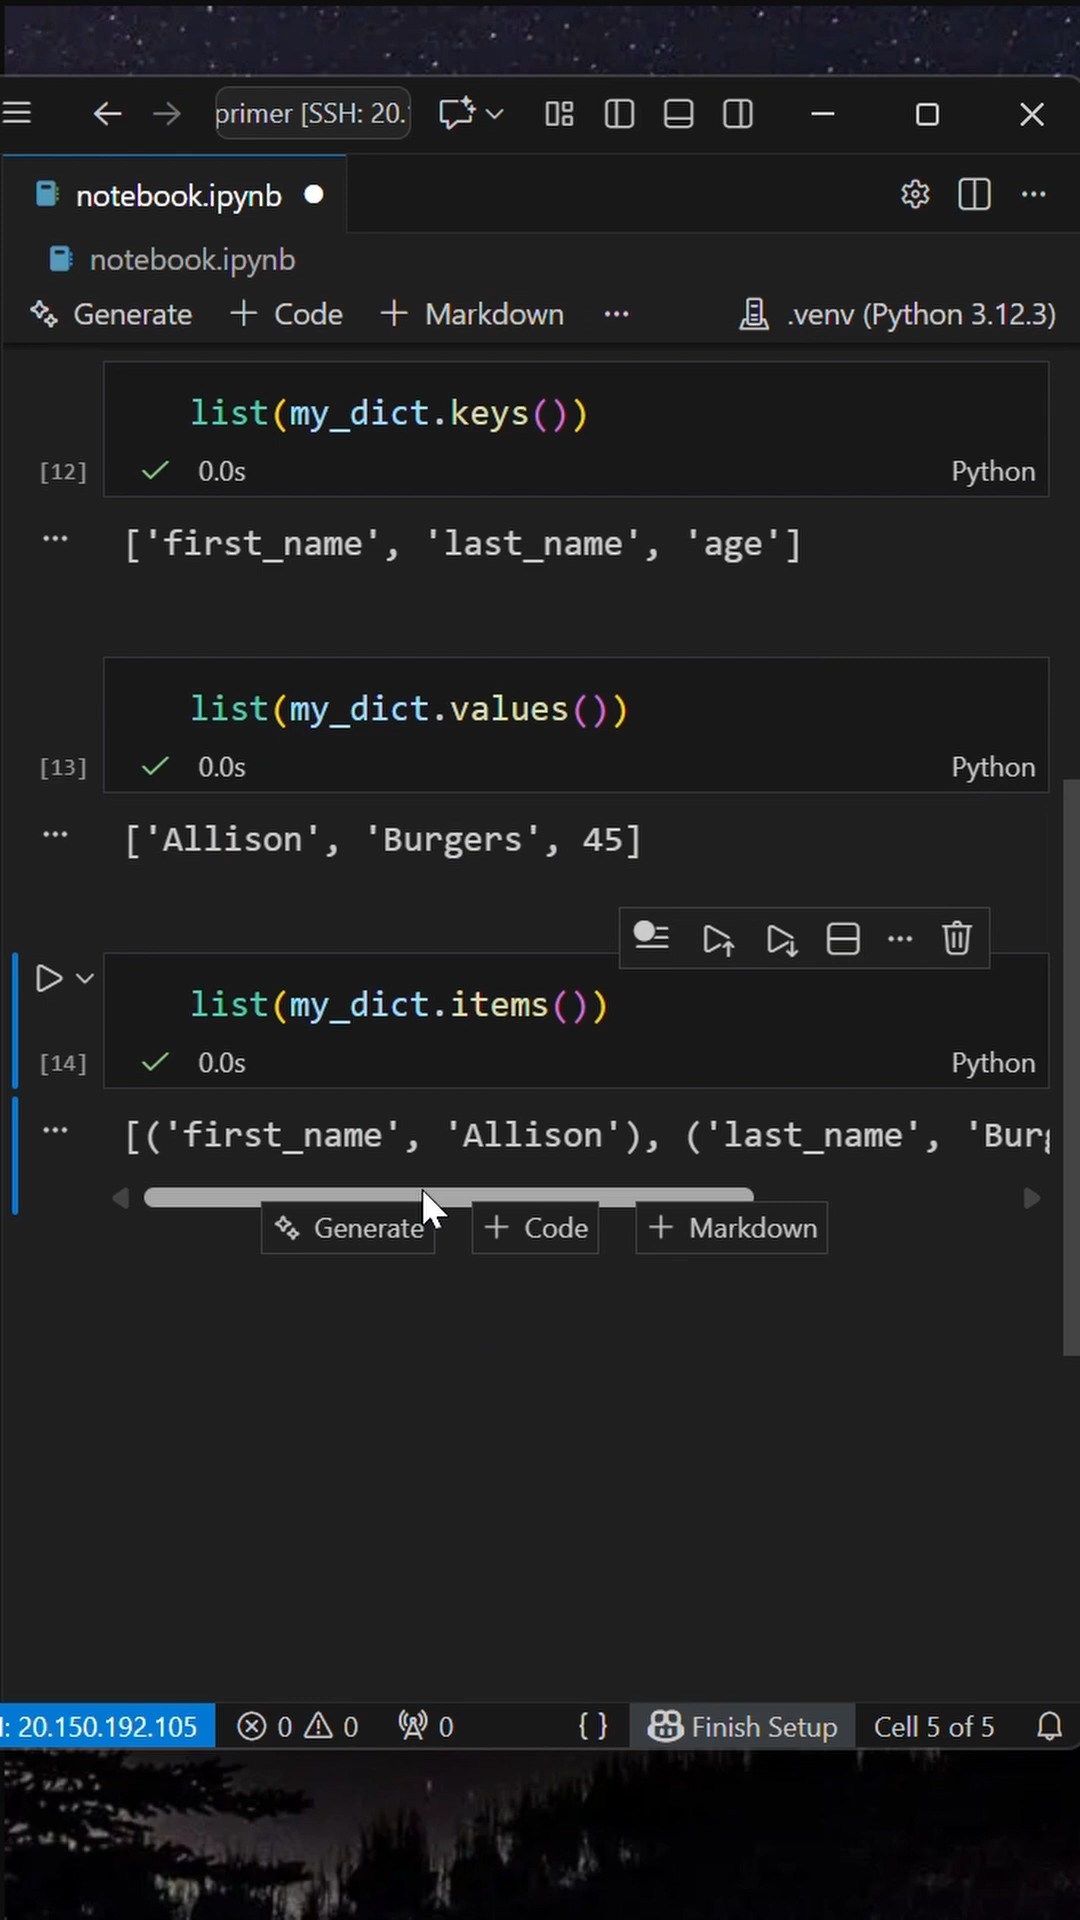 primer [SSH: 20.
notebook.ipynb
notebook.ipynb
Generate + Code + Markdown ... .venv (Python 3.12.3)
list(my_dict.keys())
[12] 0.0s Python
... ['first_name', 'last_name', 'age']
list(my_dict.values())
[13] 0.0s Python
... ['Allison', 'Burgers', 45]
list(my_dict.items())
[14] 0.0s Python
... [('first_name', 'Allison'), ('last_name', 'Burg
Generate + Code + Markdown
: 20.150.192.105 0 0 0 {} Finish Setup Cell 5 of 5